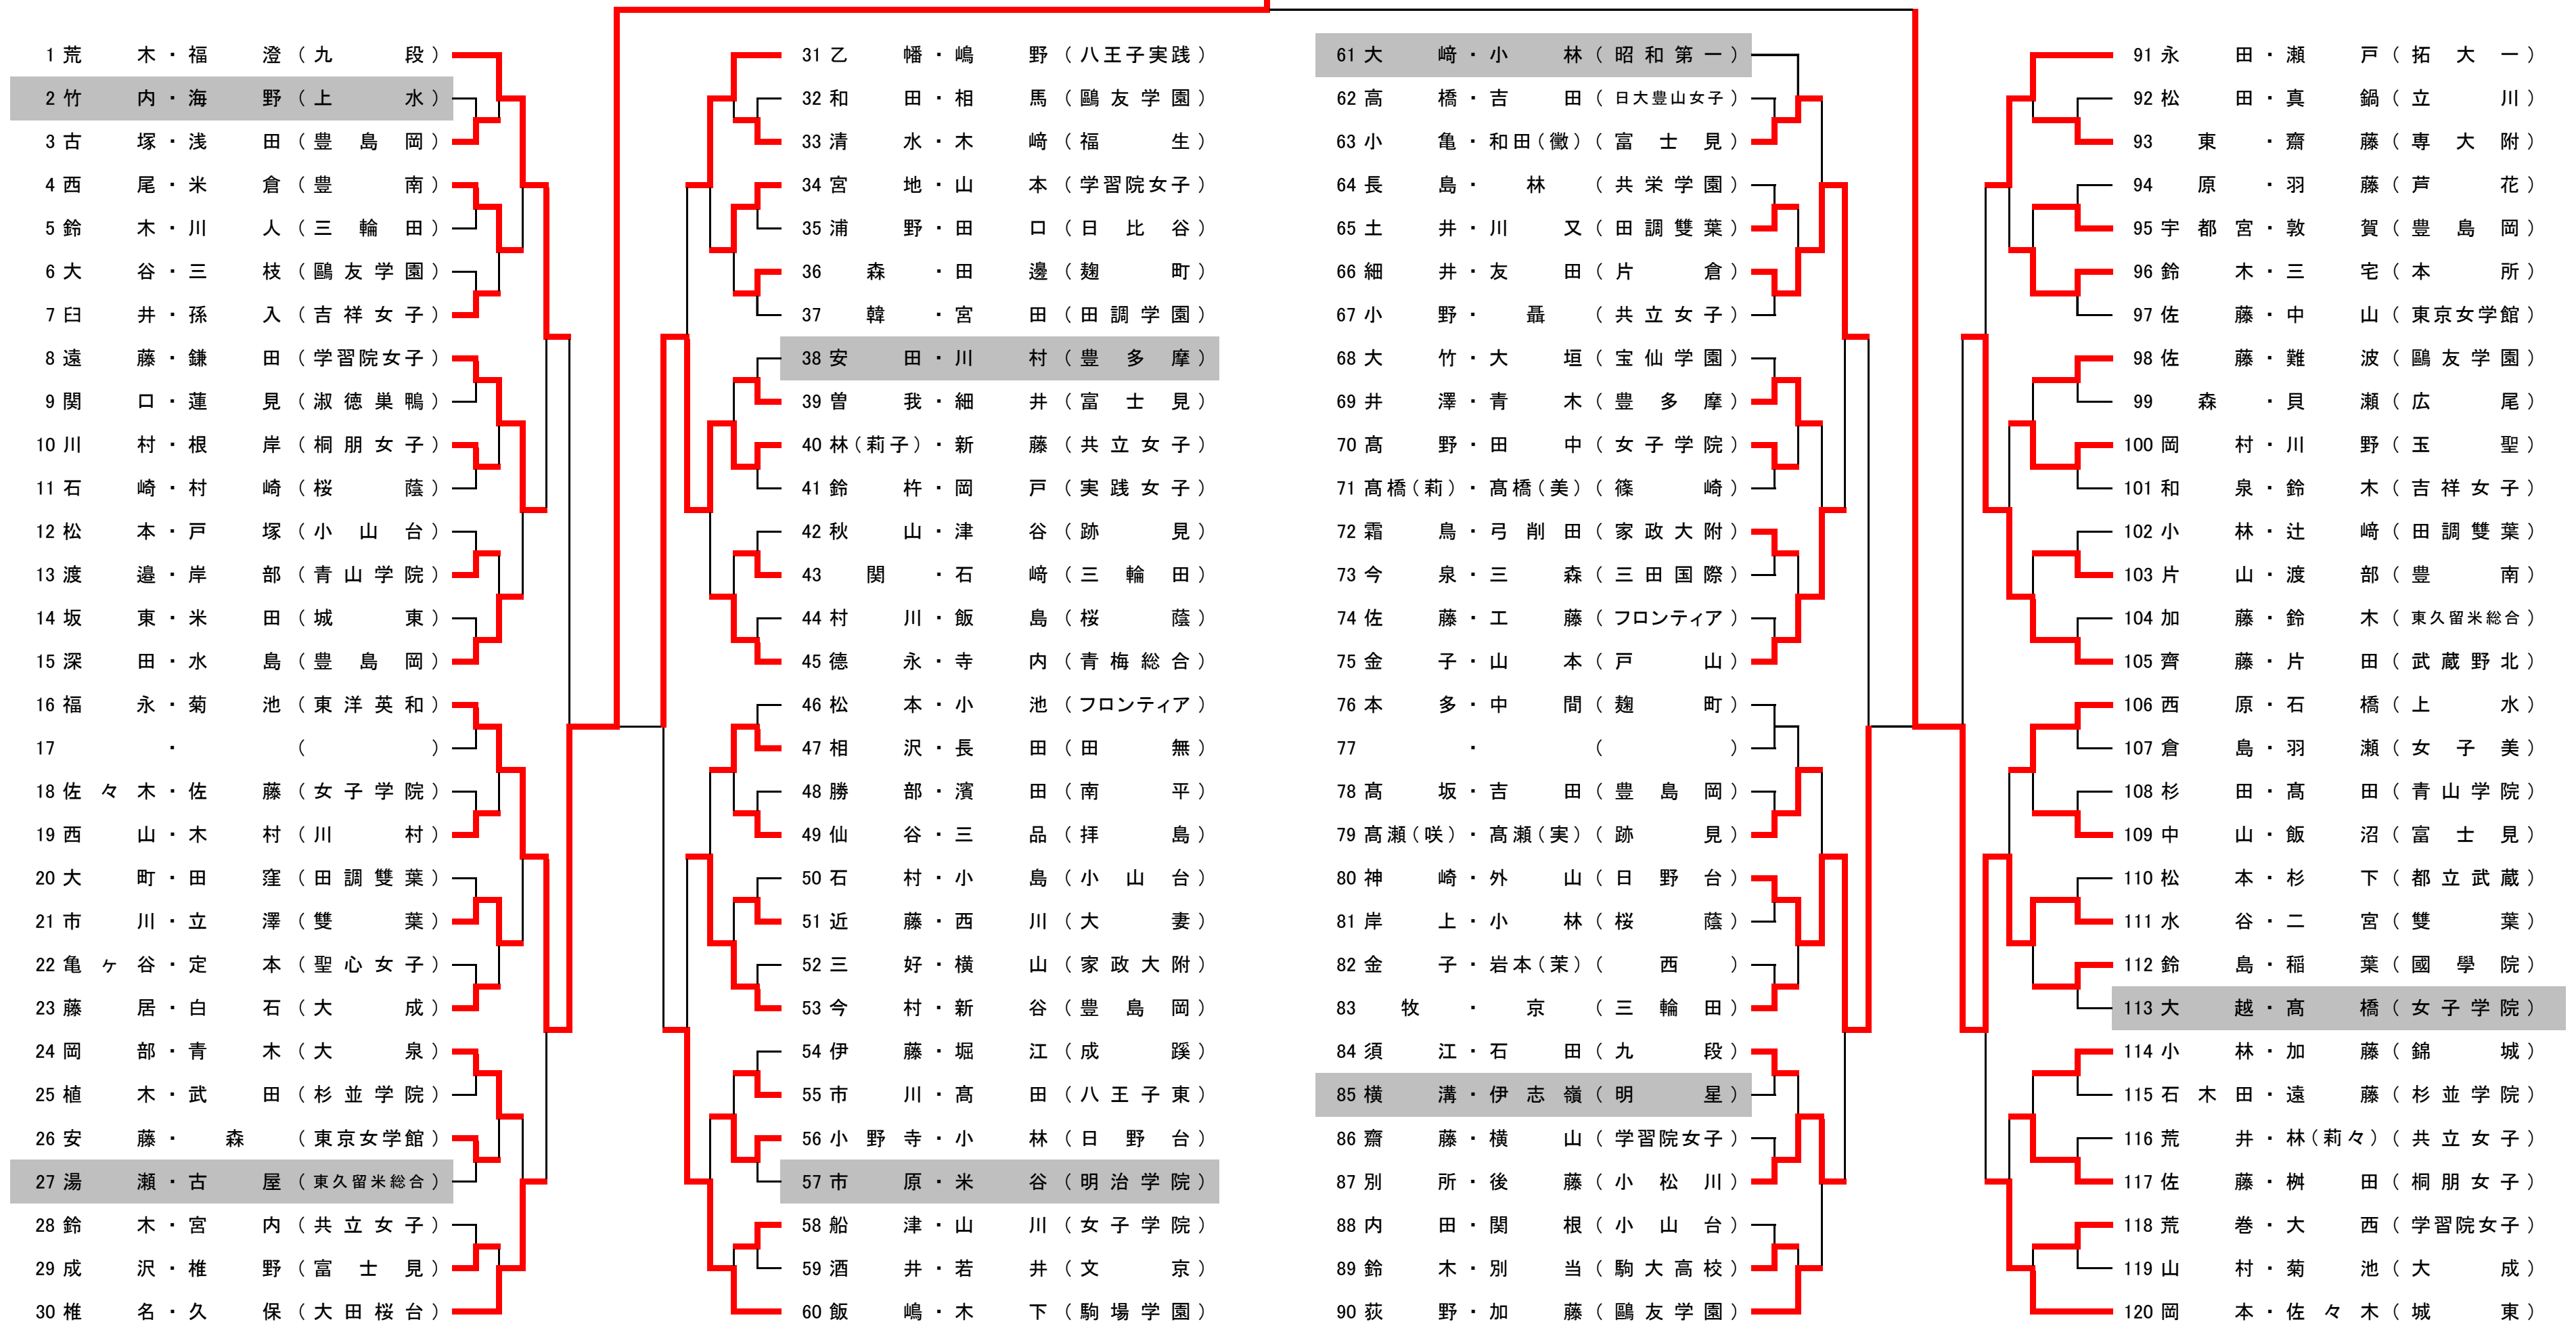 1 荒木・福澄（九段）
2 竹内・海野（上水）
3 古塚・浅田（豊島岡）
4 西尾・米倉（豊南）
5 鈴木・川人（三輪田）
6 大谷・三枝（鷗友学園）
7 臼井・孫入（吉祥女子）
8 遠藤・鎌田（学習院女子）
9 関口・蓮見（淑徳巣鴨）
10 川村・根岸（桐朋女子）
11 石崎・村崎（桜蔭）
12 松本・戸塚（小山台）
13 渡邉・岸部（青山学院）
14 坂東・米田（城東）
15 深田・水島（豊島岡）
16 福永・菊池（東洋英和）
17 ・（ ）
18 佐々木・佐藤（女子学院）
19 西山・木村（川村）
20 大町・田窪（田調雙葉）
21 市川・立澤（雙葉）
22 亀ヶ谷・定本（聖心女子）
23 藤居・白石（大成）
24 岡部・青木（大泉）
25 植木・武田（杉並学院）
26 安藤・森（東京女学館）
27 湯瀬・古屋（東久留米総合）
28 鈴木・宮内（共立女子）
29 成沢・椎野（富士見）
30 椎名・久保（大田桜台）
31 乙幡・嶋野（八王子実践）
32 和田・相馬（鷗友学園）
33 清水・木﨑（福生）
34 宮地・山本（学習院女子）
35 浦野・田口（日比谷）
36 森・田邊（麹町）
37 韓・宮田（田調学園）
38 安田・川村（豊多摩）
39 曽我・細井（富士見）
40 林(莉子)・新藤（共立女子）
41 鈴杵・岡戸（実践女子）
42 秋山・津谷（跡見）
43 関・石﨑（三輪田）
44 村川・飯島（桜蔭）
45 德永・寺内（青梅総合）
46 松本・小池（フロンティア）
47 相沢・長田（田無）
48 勝部・濱田（南平）
49 仙谷・三品（拝島）
50 石村・小島（小山台）
51 近藤・西川（大妻）
52 三好・横山（家政大附）
53 今村・新谷（豊島岡）
54 伊藤・堀江（成蹊）
55 市川・髙田（八王子東）
56 小野寺・小林（日野台）
57 市原・米谷（明治学院）
58 船津・山川（女子学院）
59 酒井・若井（文京）
60 飯嶋・木下（駒場学園）
61 大﨑・小林（昭和第一）
62 高橋・吉田（日大豊山女子）
63 小亀・和田(黴)（富士見）
64 長島・林（共栄学園）
65 土井・川又（田調雙葉）
66 細井・友田（片倉）
67 小野・聶（共立女子）
68 大竹・大垣（宝仙学園）
69 井澤・青木（豊多摩）
70 髙野・田中（女子学院）
71 髙橋(莉)・髙橋(美)（篠崎）
72 霜鳥・弓削田（家政大附）
73 今泉・三森（三田国際）
74 佐藤・工藤（フロンティア）
75 金子・山本（戸山）
76 本多・中間（麹町）
77 ・（ ）
78 髙坂・吉田（豊島岡）
79 髙瀬(咲)・髙瀬(実)（跡見）
80 神崎・外山（日野台）
81 岸上・小林（桜蔭）
82 金子・岩本(茉)（西）
83 牧・京（三輪田）
84 須江・石田（九段）
85 横溝・伊志嶺（明星）
86 齋藤・横山（学習院女子）
87 別所・後藤（小松川）
88 内田・関根（小山台）
89 鈴木・別当（駒大高校）
90 荻野・加藤（鷗友学園）
91 永田・瀬戸（拓大一）
92 松田・真鍋（立川）
93 東・齋藤（専大附）
94 原・羽藤（芦花）
95 宇都宮・敦賀（豊島岡）
96 鈴木・三宅（本所）
97 佐藤・中山（東京女学館）
98 佐藤・難波（鷗友学園）
99 森・貝瀬（広尾）
100 岡村・川野（玉聖）
101 和泉・鈴木（吉祥女子）
102 小林・辻﨑（田調雙葉）
103 片山・渡部（豊南）
104 加藤・鈴木（東久留米総合）
105 齊藤・片田（武蔵野北）
106 西原・石橋（上水）
107 倉島・羽瀬（女子美）
108 杉田・髙田（青山学院）
109 中山・飯沼（富士見）
110 松本・杉下（都立武蔵）
111 水谷・二宮（雙葉）
112 鈴島・稲葉（國學院）
113 大越・髙橋（女子学院）
114 小林・加藤（錦城）
115 石木田・遠藤（杉並学院）
116 荒井・林(莉々)（共立女子）
117 佐藤・桝田（桐朋女子）
118 荒巻・大西（学習院女子）
119 山村・菊池（大成）
120 岡本・佐々木（城東）